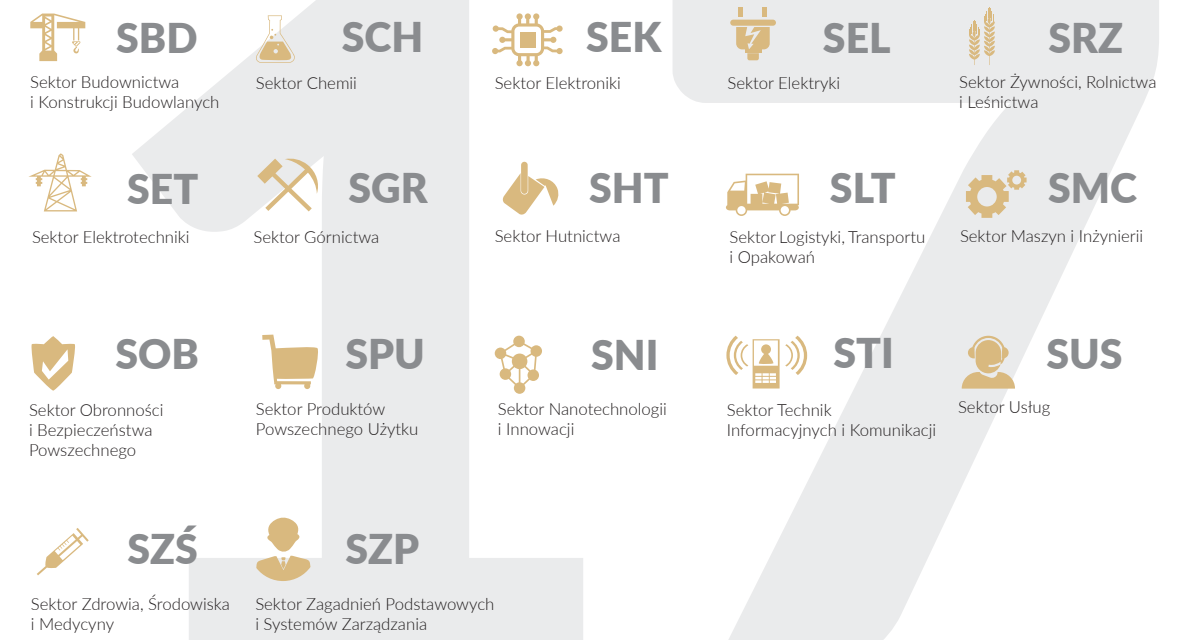 SBD
Sektor Budownictwa
i Konstrukcji Budowlanych
SCH
Sektor Chemii
SEK
Sektor Elektroniki
SEL
Sektor Elektryki
SRZ
Sektor Żywności, Rolnictwa
i Leśnictwa
SET
Sektor Elektrotechniki
SGR
Sektor Górnictwa
SHT
Sektor Hutnictwa
SLT
Sektor Logistyki, Transportu
i Opakowań
SMC
Sektor Maszyn i Inżynierii
SOB
Sektor Obronności
i Bezpieczeństwa
Powszechnego
SPU
Sektor Produktów
Powszechnego Użytku
SNI
Sektor Nanotechnologii
i Innowacji
STI
Sektor Technik
Informacyjnych i Komunikacji
SUS
Sektor Usług
SZŚ
Sektor Zdrowia, Środowiska
i Medycyny
SZP
Sektor Zagadnień Podstawowych
i Systemów Zarządzania
17